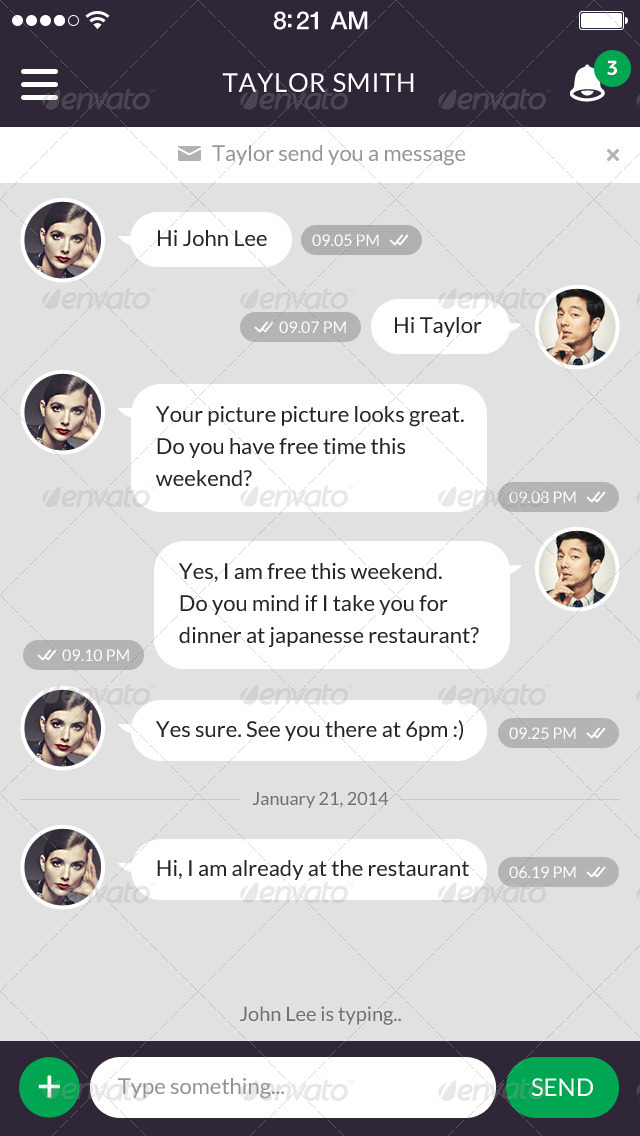 8:21 AM
TAYLOR SMITH
3
Taylor send you a message
Hi John Lee
09.05 PM
09.07 PM
Hi Taylor
Your picture picture looks great.
Do you have free time this
weekend?
09.08 PM
Yes, I am free this weekend.
Do you mind if I take you for
dinner at japanesse restaurant?
09.10 PM
Yes sure. See you there at 6pm :)
09.25 PM
January 21, 2014
Hi, I am already at the restaurant
06.19 PM
John Lee is typing..
Type something...
SEND
envato